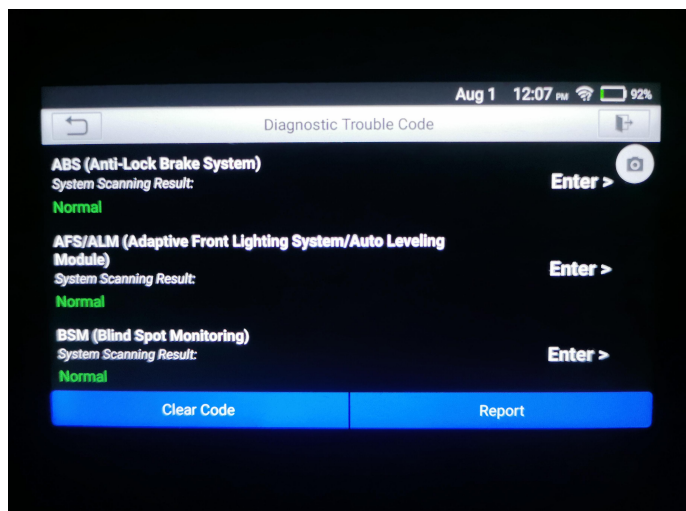 Aug 1 12:07 PM 92%
Diagnostic Trouble Code
ABS (Anti-Lock Brake System)
System Scanning Result:
Enter >
Normal
AFS/ALM (Adaptive Front Lighting System/Auto Leveling
Module)
System Scanning Result:
Enter >
Normal
BSM (Blind Spot Monitoring)
System Scanning Result:
Enter >
Normal
Clear Code
Report